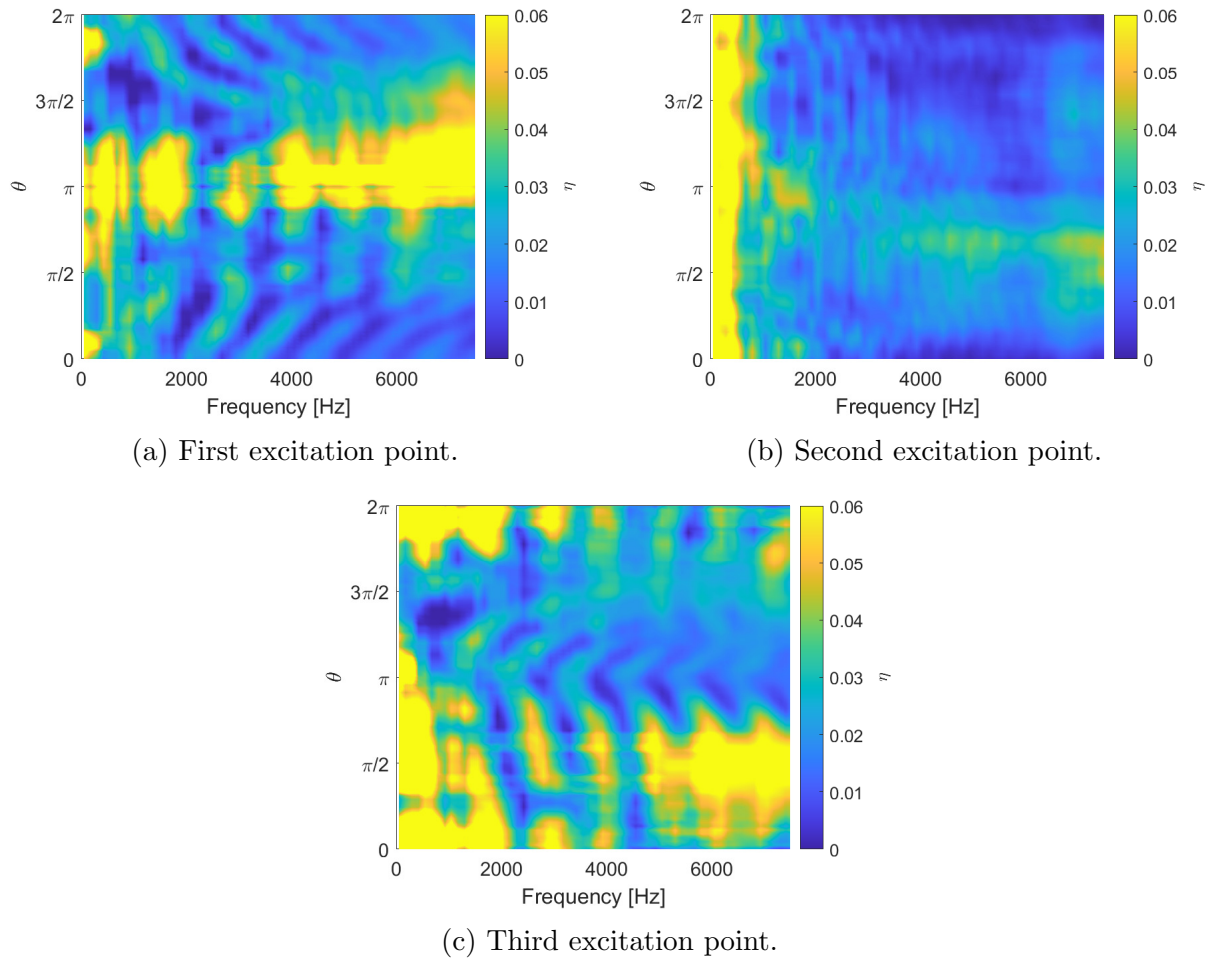 2π
3π/2
π
π/2
0
θ
0 2000 4000 6000
Frequency [Hz]
0.06
0.05
0.04
0.03
0.02
0.01
0
η
(a) First excitation point.
2π
3π/2
π
π/2
0
θ
0 2000 4000 6000
Frequency [Hz]
0.06
0.05
0.04
0.03
0.02
0.01
0
η
(b) Second excitation point.
2π
3π/2
π
π/2
0
θ
0 2000 4000 6000
Frequency [Hz]
0.06
0.05
0.04
0.03
0.02
0.01
0
η
(c) Third excitation point.